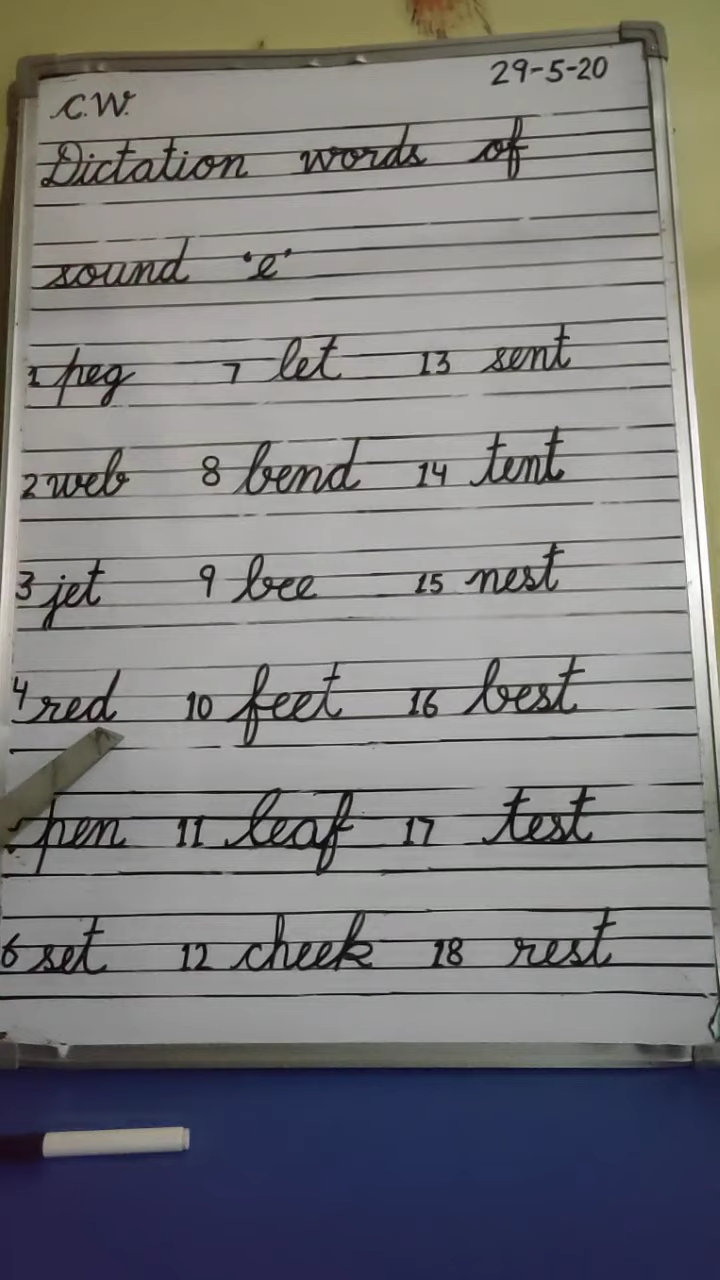 C.W. 29-5-20
Dictation words of
sound 'e'
1 peg 7 let 13 sent
2 web 8 bend 14 tent
3 jet 9 bee 15 nest
4 red 10 feet 16 best
pen 11 leaf 17 test
6 set 12 cheek 18 rest